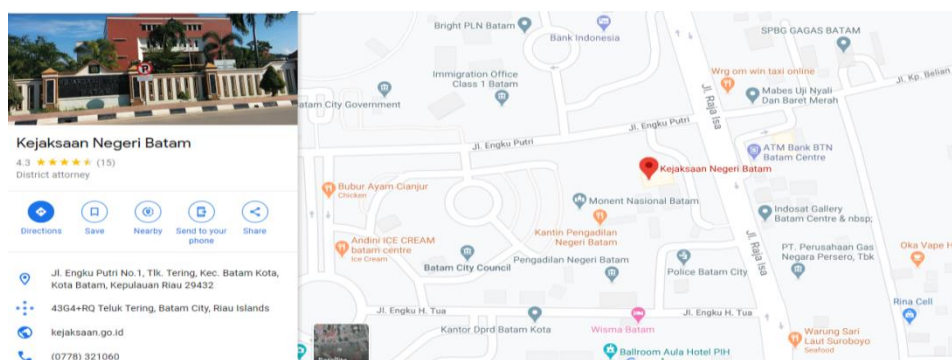 Kejaksaan Negeri Batam
4.3 (15)
District attorney
Directions
Save
Nearby
Send to your
phone
Share
Jl. Engku Putri No.1, Tlk. Tering, Kec. Batam Kota,
Kota Batam, Kepulauan Riau 29432
43G4+RQ Teluk Tering, Batam City, Riau Islands
kejaksaan.go.id
(0778) 321060
Bright PLN Batam
Bank Indonesia
SPBG GAGAS BATAM
Immigration Office
Class 1 Batam
Wrg om win taxi online
Jl. Kp. Belian
atam City Government
Mabes Uji Nyali
Dan Baret Merah
Jl. Raja Isa
Jl. Engku Putri
Jl. Engku Putri
ATM Bank BTN
Batam Centre
Kejaksaan Negeri Batam
Bubur Ayam Cianjur
Chicken
Monent Nasional Batam
Indosat Gallery
Batam Centre & nbsp;
Kantin Pengadilan
Negeri Batam
Andini ICE CREAM
batam centre
Ice Cream
Batam City Council
Pengadilan Negeri Batam
Police Batam City
Jl. Raja Isa
PT. Perusahaan Gas
Negara Persero, Tbk
Oka Vape H
Rina Cell
Jl. Engku H. Tua
Jl. Engku H. Tua
Kantor Dprd Batam Kota
Wisma Batam
Warung Sari
Laut Suroboyo
Seafood
Ballroom Aula Hotel PIH